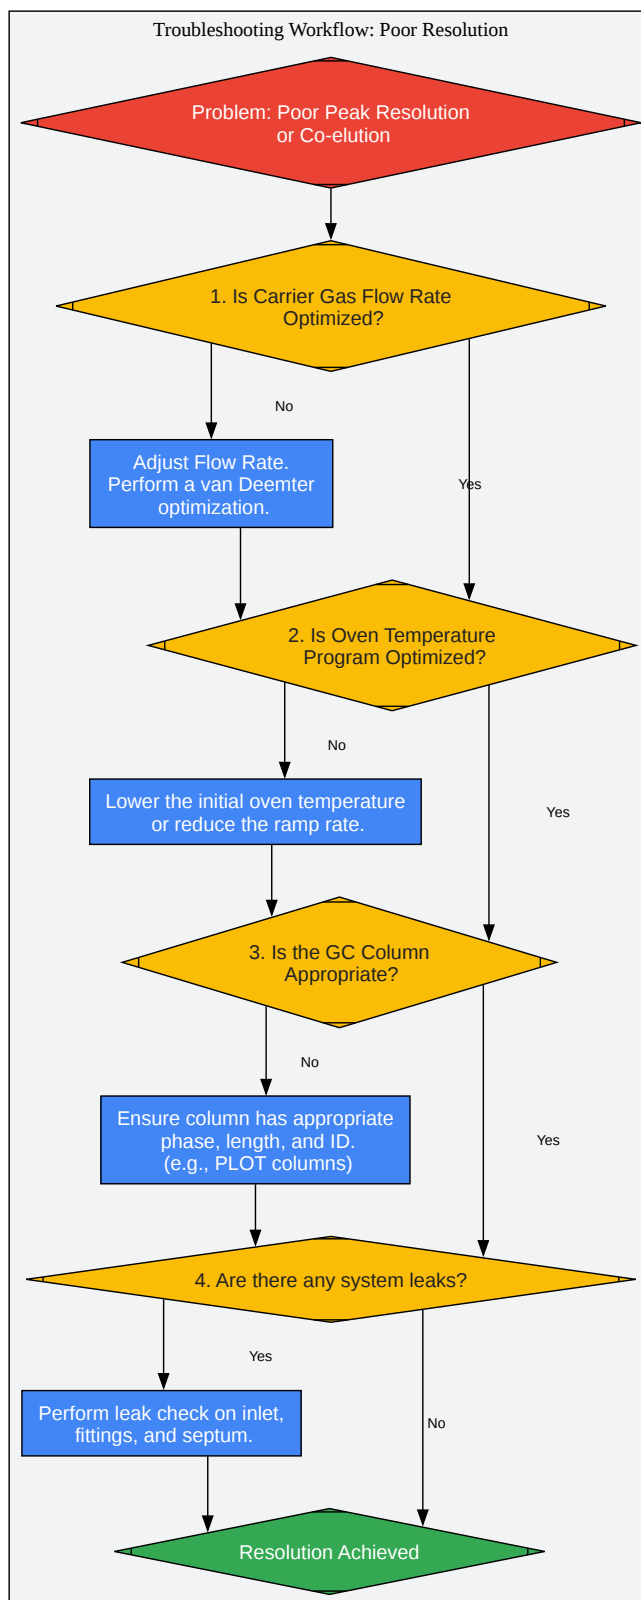 Troubleshooting Workflow: Poor Resolution
Problem: Poor Peak Resolution
or Co-elution
1. Is Carrier Gas Flow Rate
Optimized?
No
Adjust Flow Rate.
Perform a van Deemter
optimization.
Yes
2. Is Oven Temperature
Program Optimized?
No
Lower the initial oven temperature
or reduce the ramp rate.
Yes
3. Is the GC Column
Appropriate?
No
Ensure column has appropriate
phase, length, and ID.
(e.g., PLOT columns)
Yes
4. Are there any system leaks?
Yes
Perform leak check on inlet,
fittings, and septum.
No
Resolution Achieved